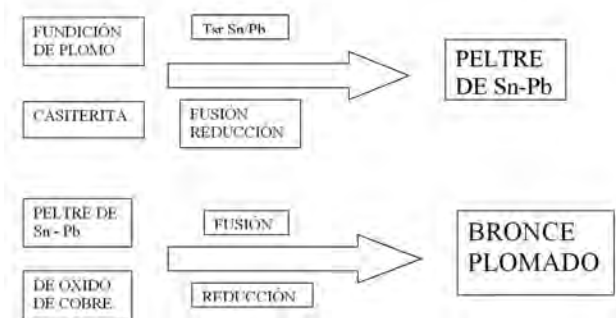 FUNDICIÓN
DE PLOMO
Tsr Sn/Pb
PELTRE
DE Sn-Pb
CASITERITA
FUSIÓN
REDUCCIÓN
PELTRE DE
Sn - Pb
FUSIÓN
BRONCE
PLOMADO
DE OXIDO
DE COBRE
REDUCCIÓN